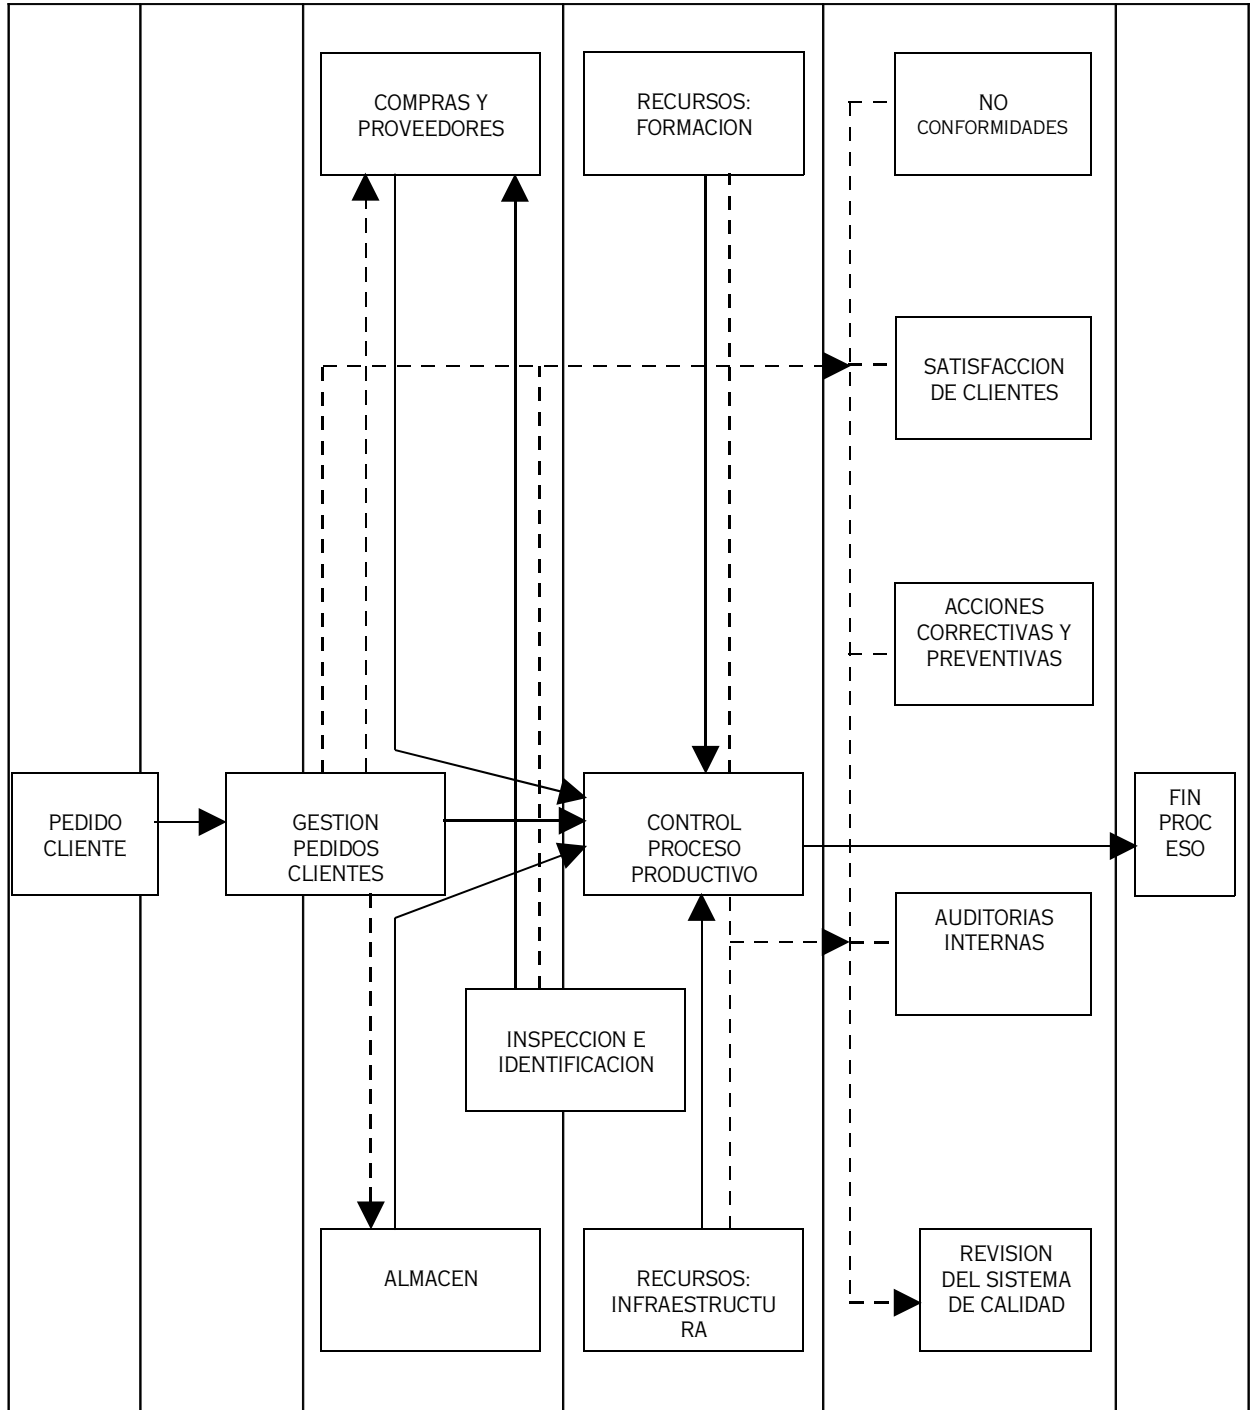 COMPRAS Y
PROVEEDORES
RECURSOS:
FORMACION
NO
CONFORMIDADES
SATISFACCION
DE CLIENTES
ACCIONES
CORRECTIVAS Y
PREVENTIVAS
PEDIDO
CLIENTE
GESTION
PEDIDOS
CLIENTES
CONTROL
PROCESO
PRODUCTIVO
FIN
PROC
ESO
AUDITORIAS
INTERNAS
INSPECCION E
IDENTIFICACION
ALMACEN
RECURSOS:
INFRAESTRUCTU
RA
REVISION
DEL SISTEMA
DE CALIDAD